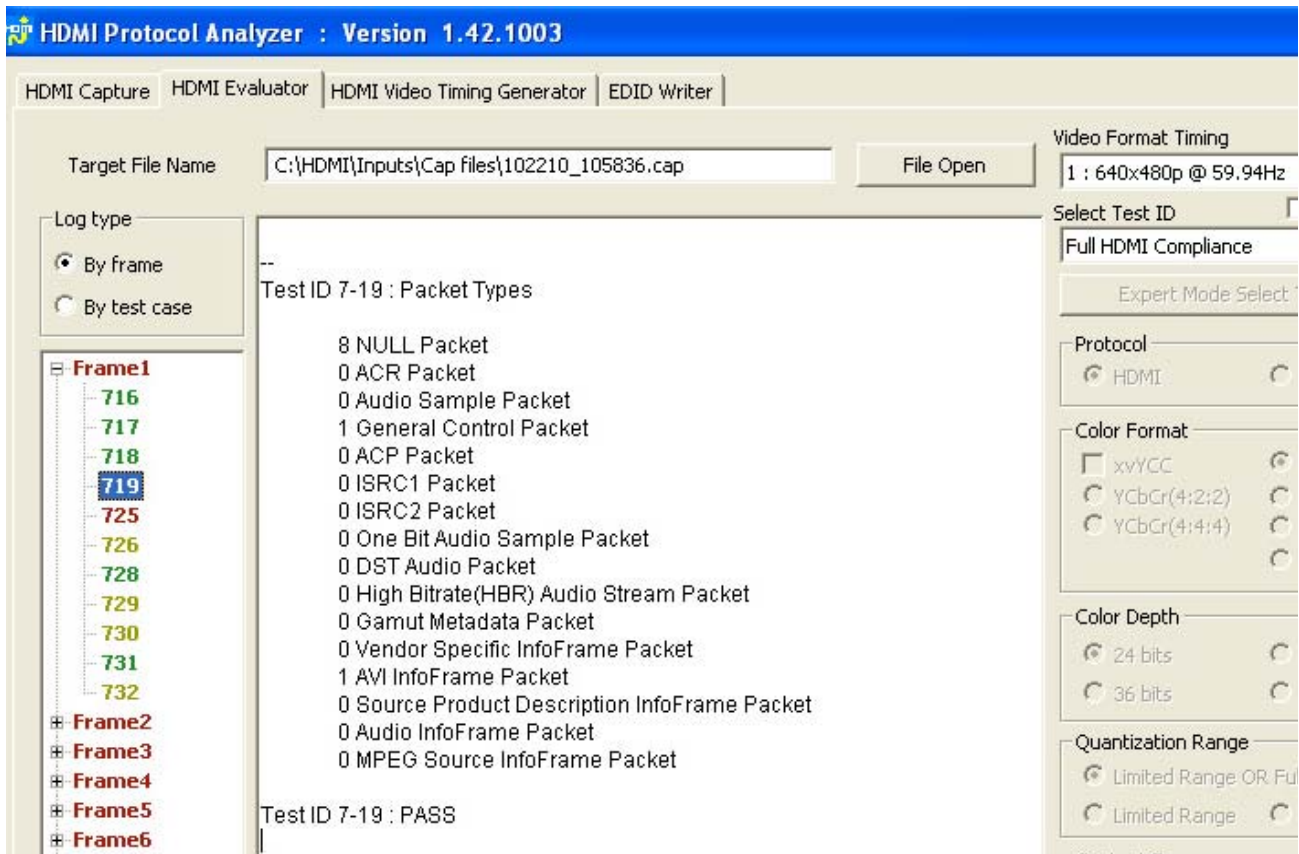 HDMI Protocol Analyzer : Version 1.42.1003
HDMI Capture HDMI Evaluator HDMI Video Timing Generator EDID Writer
Target File Name C:\HDMI\Inputs\Cap files\102210_105836.cap File Open
Video Format Timing
1 : 640x480p @ 59.94Hz
Select Test ID
Full HDMI Compliance
Expert Mode Select
Log type
By frame
By test case
Frame1
716
717
718
719
725
726
728
729
730
731
732
Frame2
Frame3
Frame4
Frame5
Frame6
--
Test ID 7-19 : Packet Types
8 NULL Packet
0 ACR Packet
0 Audio Sample Packet
1 General Control Packet
0 ACP Packet
0 ISRC1 Packet
0 ISRC2 Packet
0 One Bit Audio Sample Packet
0 DST Audio Packet
0 High Bitrate(HBR) Audio Stream Packet
0 Gamut Metadata Packet
0 Vendor Specific InfoFrame Packet
1 AVI InfoFrame Packet
0 Source Product Description InfoFrame Packet
0 Audio InfoFrame Packet
0 MPEG Source InfoFrame Packet
Test ID 7-19 : PASS
Protocol
HDMI
Color Format
xvYCC
YCbCr(4:2:2)
YCbCr(4:4:4)
Color Depth
24 bits
36 bits
Quantization Range
Limited Range OR Ful
Limited Range